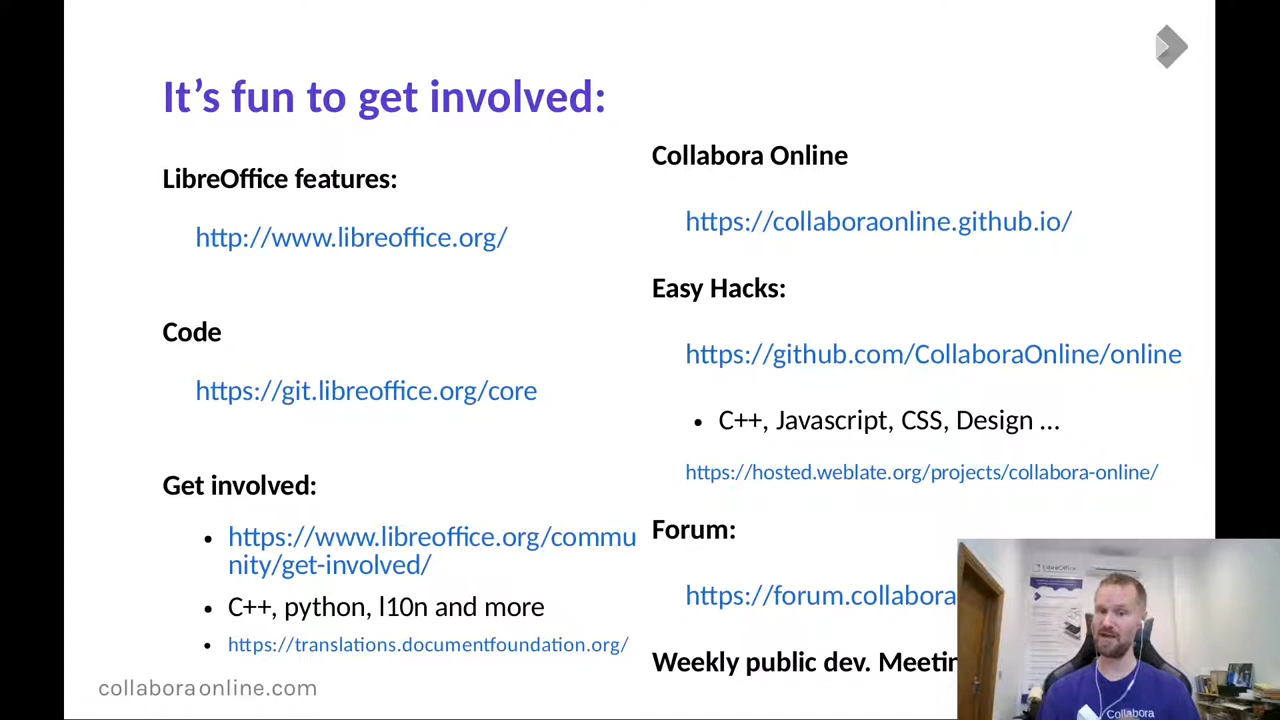 It’s fun to get involved:
LibreOffice features:
http://www.libreoffice.org/
Code
https://git.libreoffice.org/core
Get involved:
• https://www.libreoffice.org/commu
nity/get-involved/
• C++, python, l10n and more
• https://translations.documentfoundation.org/
Collabora Online
https://collaboraonline.github.io/
Easy Hacks:
https://github.com/CollaboraOnline/online
• C++, Javascript, CSS, Design ...
https://hosted.weblate.org/projects/collabora-online/
Forum:
https://forum.collabora
Weekly public dev. Meetin
collaboraonline.com
LibreOffice
Collabora